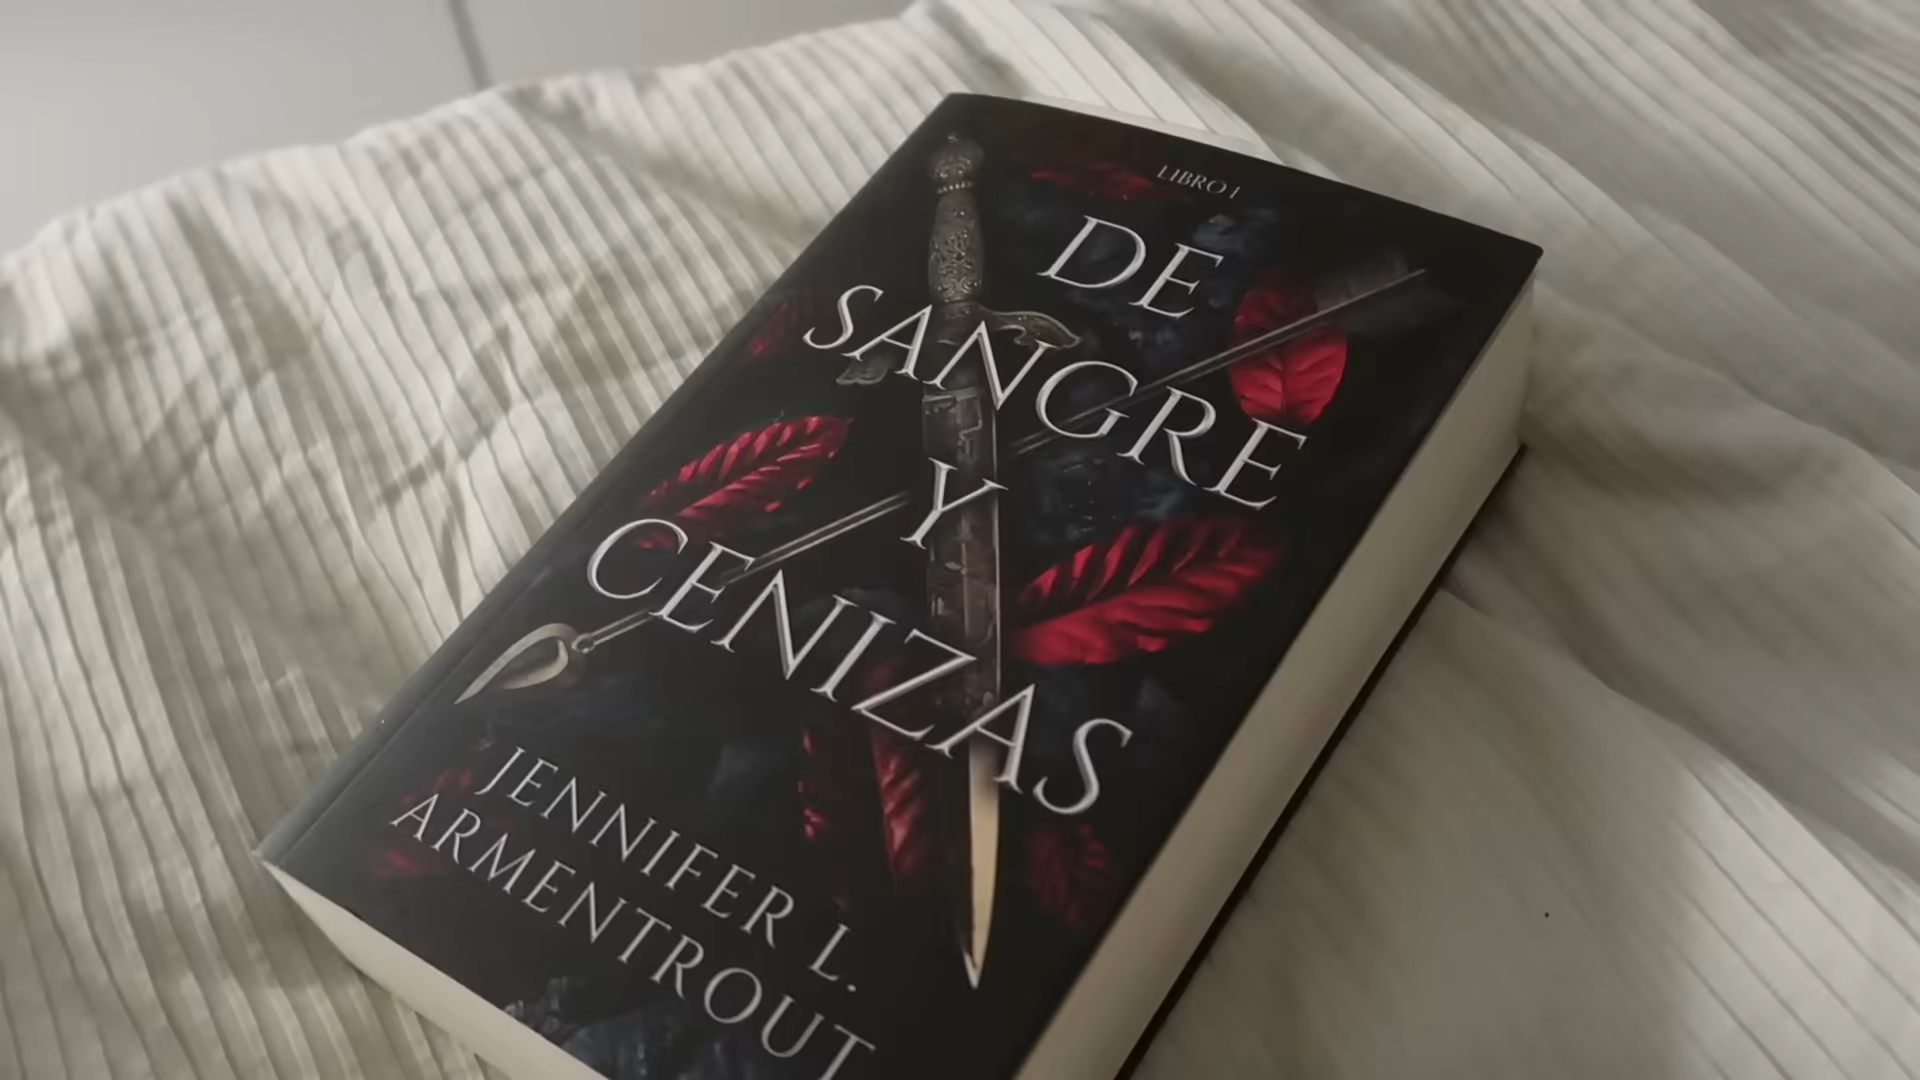 LIBRO I
DE
SANGRE
Y
CENIZAS
JENNIFER L.
ARMENTROUT